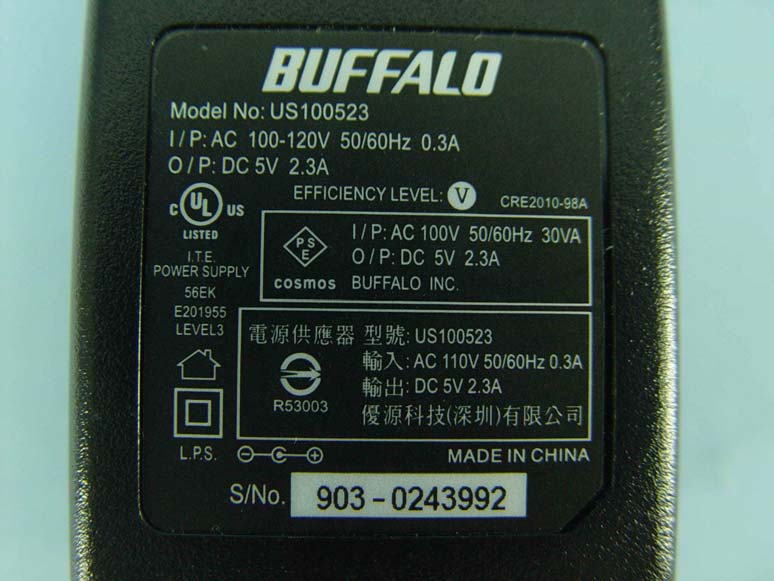 BUFFALO
Model No: US100523
I/P: AC 100-120V 50/60Hz 0.3A
O/P: DC 5V 2.3A
EFFICIENCY LEVEL: V CRE2010-98A
C UL US
LISTED
I.T.E.
POWER SUPPLY
56EK
E201955
LEVEL3
PS
E
cosmos
I/P: AC 100V 50/60Hz 30VA
O/P: DC 5V 2.3A
BUFFALO INC.
電源供應器 型號: US100523
輸入: AC 110V 50/60Hz 0.3A
輸出: DC 5V 2.3A
優源科技(深圳)有限公司
R53003
L.P.S.
MADE IN CHINA
S/No. 903-0243992